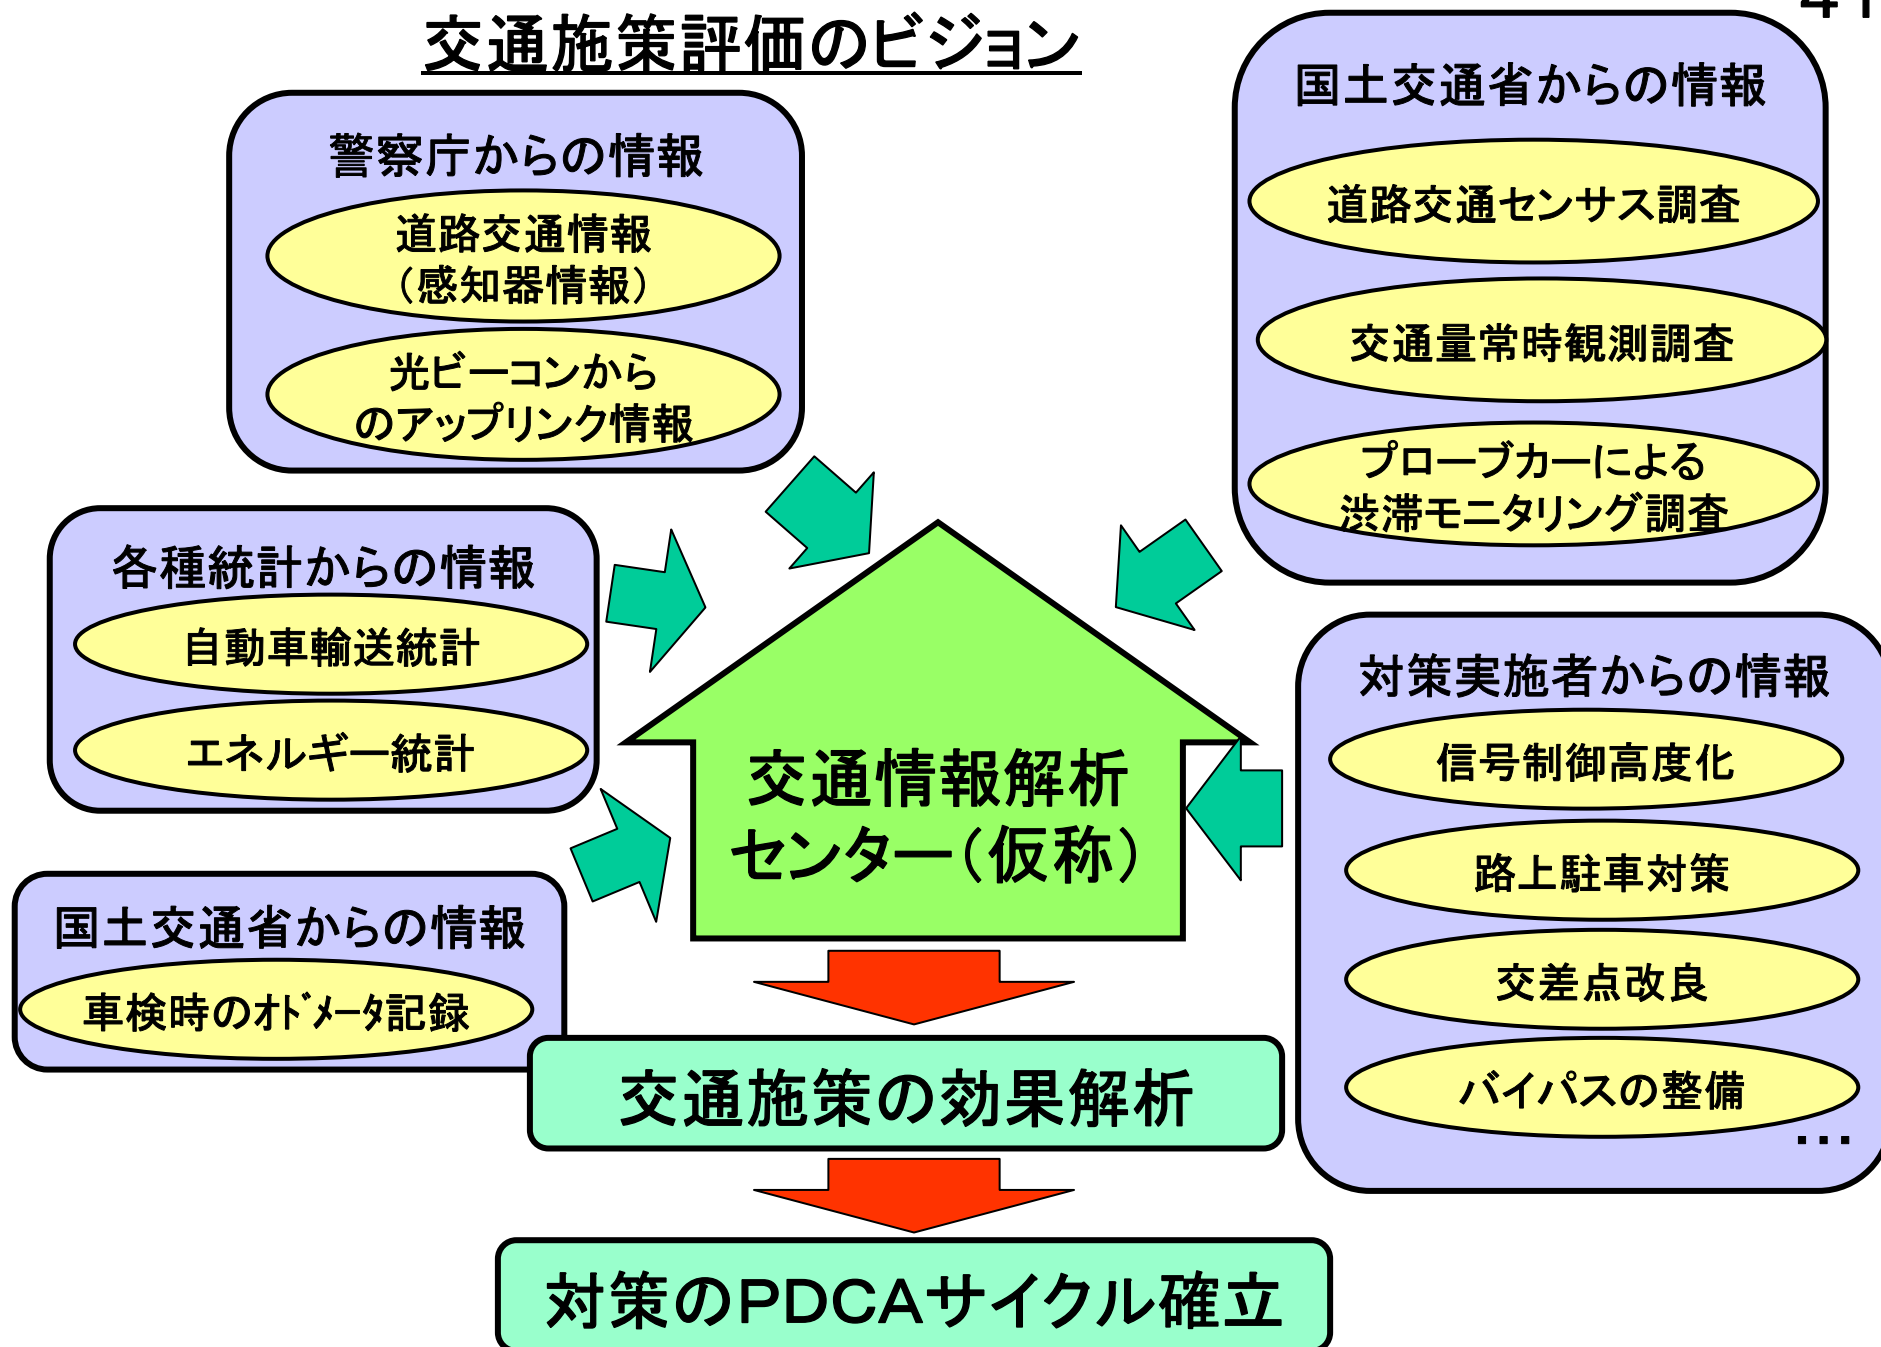 41
交通施策評価のビジョン
警察庁からの情報
道路交通情報
（感知器情報）
光ビーコンから
のアップリンク情報
国土交通省からの情報
道路交通センサス調査
交通量常時観測調査
プローブカーによる
渋滞モニタリング調査
各種統計からの情報
自動車輸送統計
エネルギー統計
国土交通省からの情報
車検時のｵﾄﾞﾒｰﾀ記録
対策実施者からの情報
信号制御高度化
路上駐車対策
交差点改良
バイパスの整備
…
交通情報解析
センター（仮称）
交通施策の効果解析
対策のＰＤＣＡサイクル確立